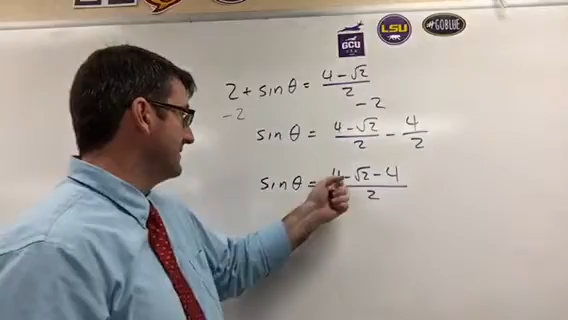 GCU
LSU
#GOBLUE
2 + sin θ = (4 - √2)/2
-2 -2
sin θ = (4 - √2)/2 - 4/2
sin θ = (4 - √2 - 4)/2